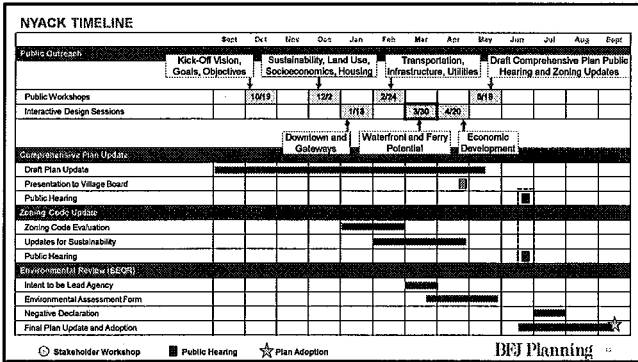 NYACK TIMELINE
Sept Oct Nov Dec Jan Feb Mar Apr May Jun Jul Aug Sept
Public Outreach
Kick-Off Vision, Goals, Objectives
Sustainability, Land Use, Socioeconomics, Housing
Transportation, Infrastructure, Utilities
Draft Comprehensive Plan Public Hearing and Zoning Updates
Public Workshops 10/19 12/2 2/24 5/18
Interactive Design Sessions 1/13 3/30 4/20
Downtown and Gateways
Waterfront and Ferry Potential
Economic Development
Comprehensive Plan Update
Draft Plan Update
Presentation to Village Board
Public Hearing
Zoning Code Update
Zoning Code Evaluation
Updates for Sustainability
Public Hearing
Environmental Review (SEQR)
Intent to be Lead Agency
Environmental Assessment Form
Negative Declaration
Final Plan Update and Adoption
Stakeholder Workshop Public Hearing Plan Adoption
BFJ Planning